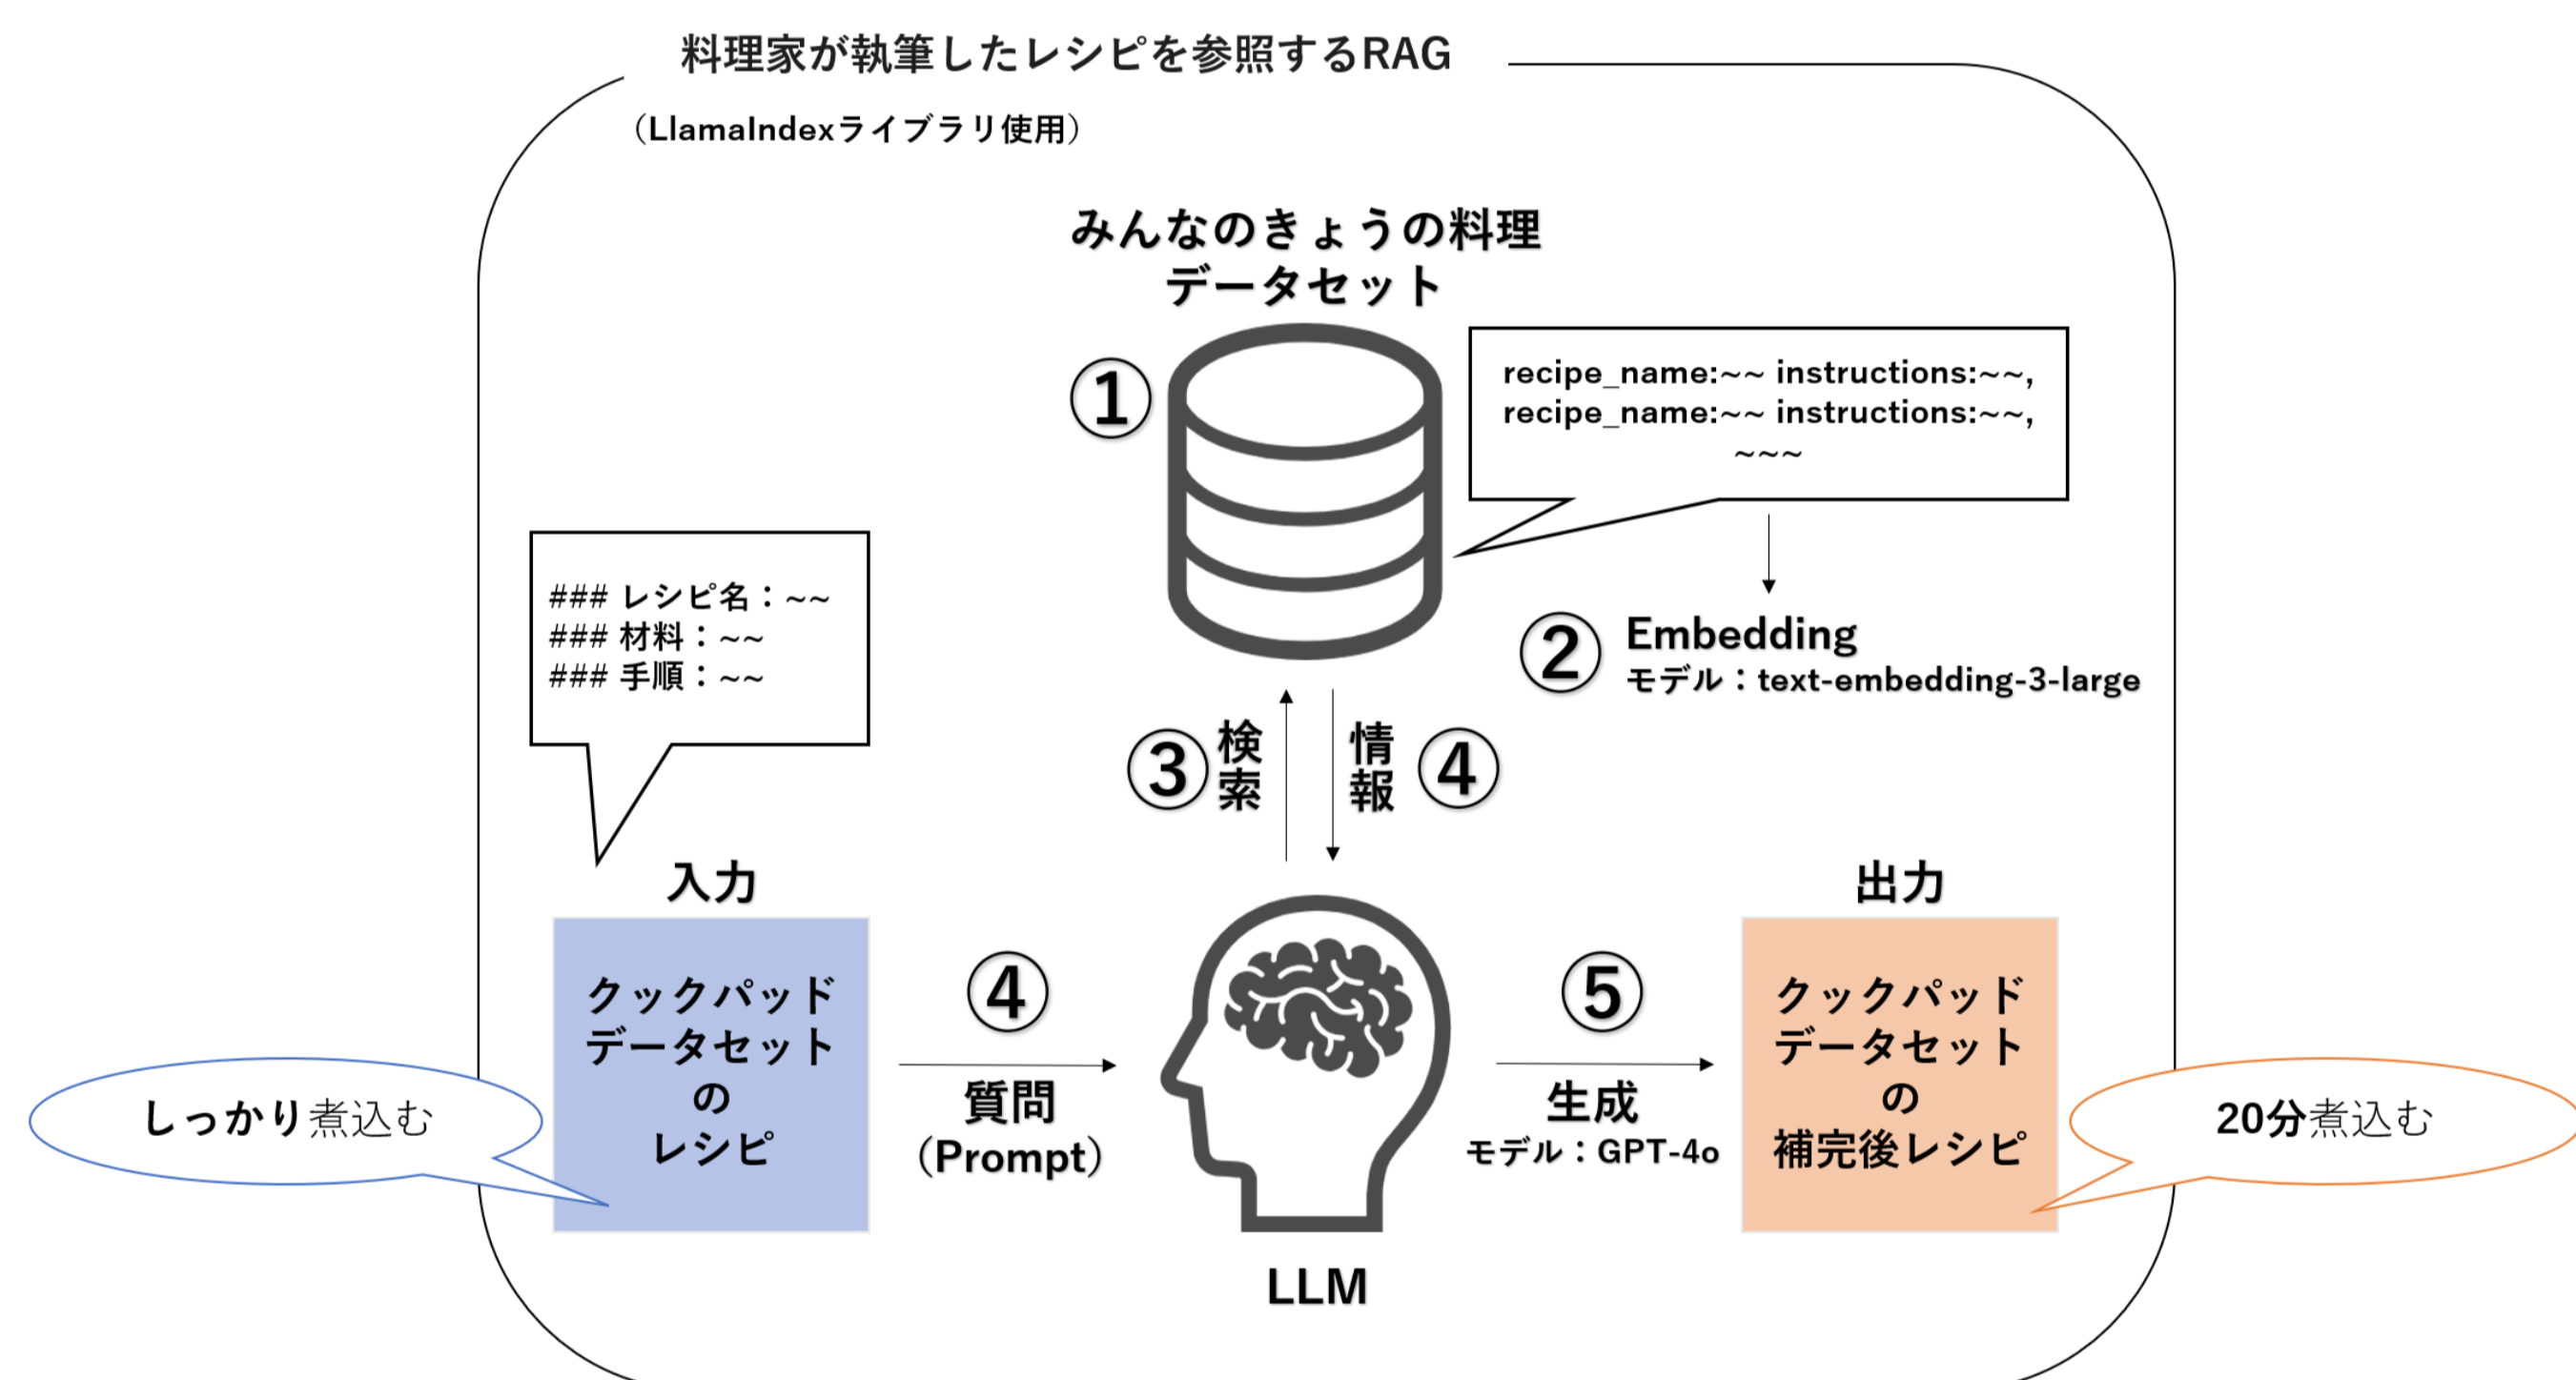 料理家が執筆したレシピを参照するRAG
（LlamaIndexライブラリ使用）
みんなのきょうの料理
データセット
①
recipe_name:~~ instructions:~~,
recipe_name:~~ instructions:~~,
~~~
② Embedding
モデル：text-embedding-3-large
### レシピ名：~~
### 材料：~~
### 手順：~~
③
検索
情報
④
入力
クックパッド
データセット
の
レシピ
しっかり煮込む
④
質問
（Prompt）
LLM
⑤
生成
モデル：GPT-4o
出力
クックパッド
データセット
の
補完後レシピ
20分煮込む